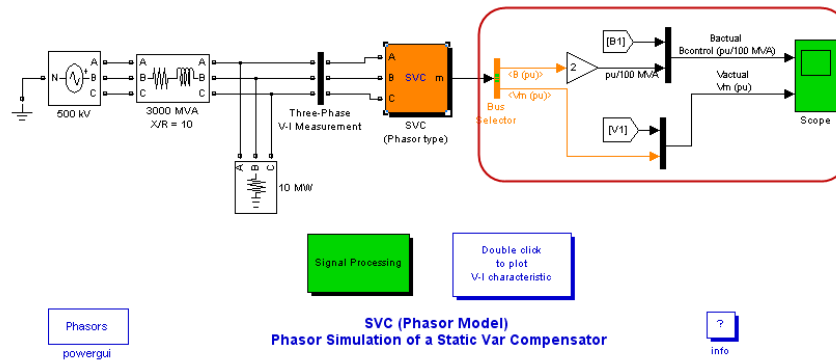 N
A
B
C
500 kV
A
B
C
A
B
C
3000 MVA
X/R = 10
Three-Phase
V-I Measurement
A
B
C
10 MW
A
B
C
SVC
m
SVC
(Phasor type)
<B (pu)>
<Vm (pu)>
Bus
Selector
2
pu/100 MVA
[B1]
[V1]
Bactual
Bcontrol (pu/100 MVA)
Vactual
Vm (pu)
Scope
Signal Processing
Double click
to plot
V-I characteristic
Phasors
powergui
SVC (Phasor Model)
Phasor Simulation of a Static Var Compensator
?
info